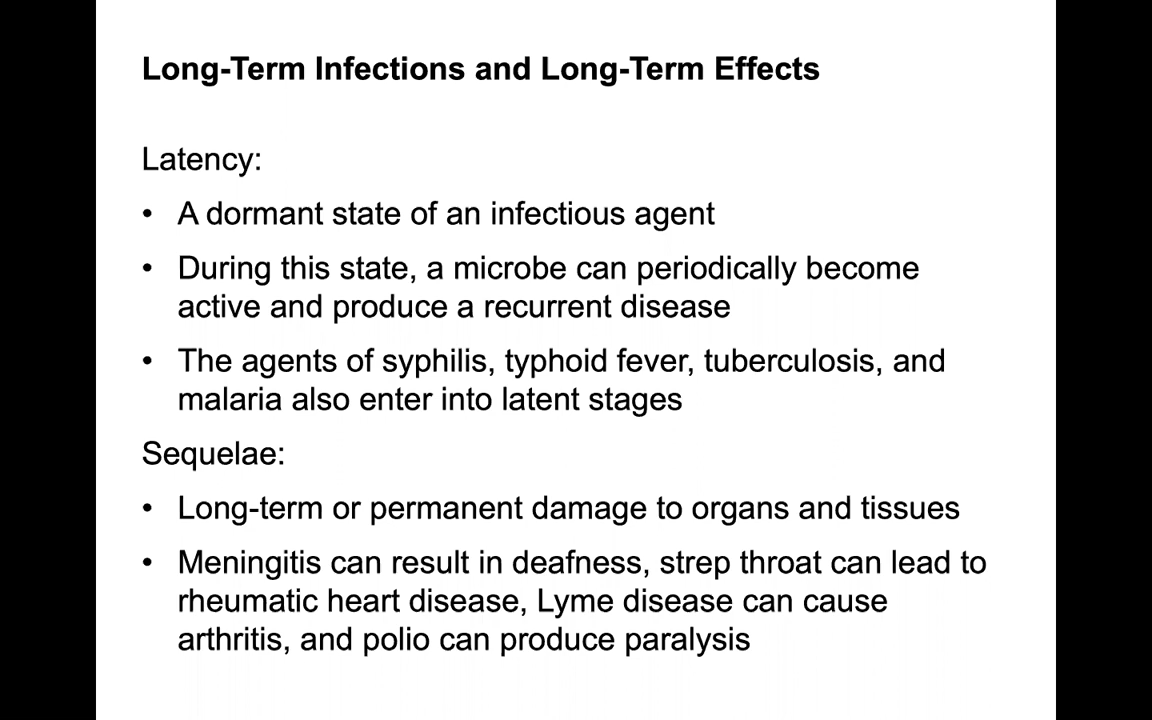 Long-Term Infections and Long-Term Effects
Latency:
• A dormant state of an infectious agent
• During this state, a microbe can periodically become
active and produce a recurrent disease
• The agents of syphilis, typhoid fever, tuberculosis, and
malaria also enter into latent stages
Sequelae:
• Long-term or permanent damage to organs and tissues
• Meningitis can result in deafness, strep throat can lead to
rheumatic heart disease, Lyme disease can cause
arthritis, and polio can produce paralysis